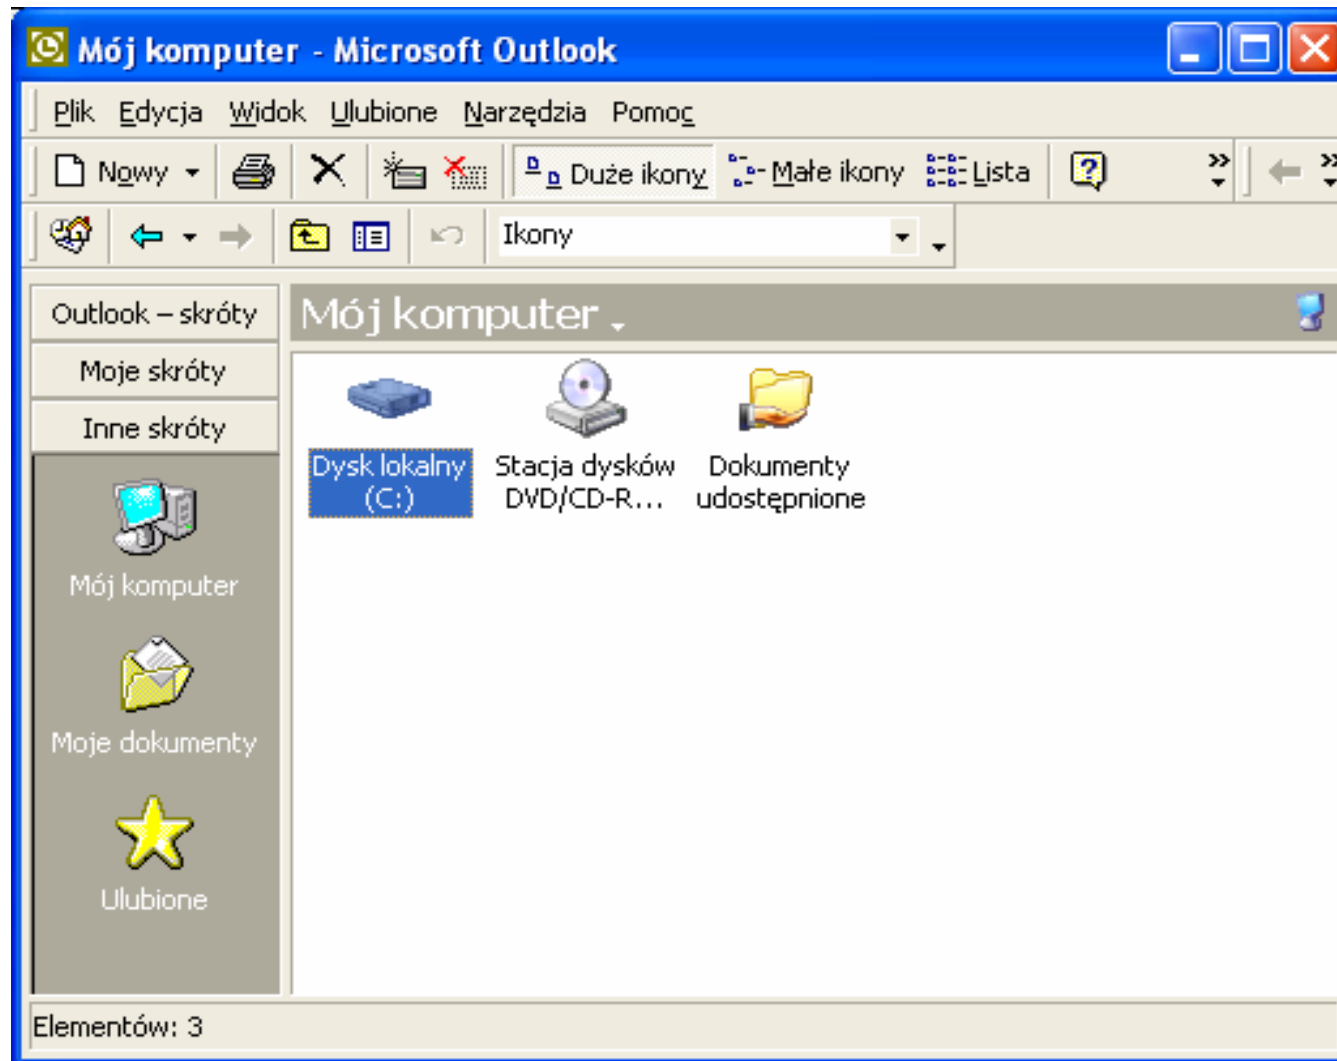 Mój komputer - Microsoft Outlook
Plik Edycja Widok Ulubione Narzędzia Pomoc
Nowy Duże ikony Małe ikony Lista
Ikony
Outlook – skróty
Mój komputer
Moje skróty
Inne skróty
Dysk lokalny
(C:)
Stacja dysków
DVD/CD-R...
Dokumenty
udostępnione
Mój komputer
Moje dokumenty
Ulubione
Elementów: 3